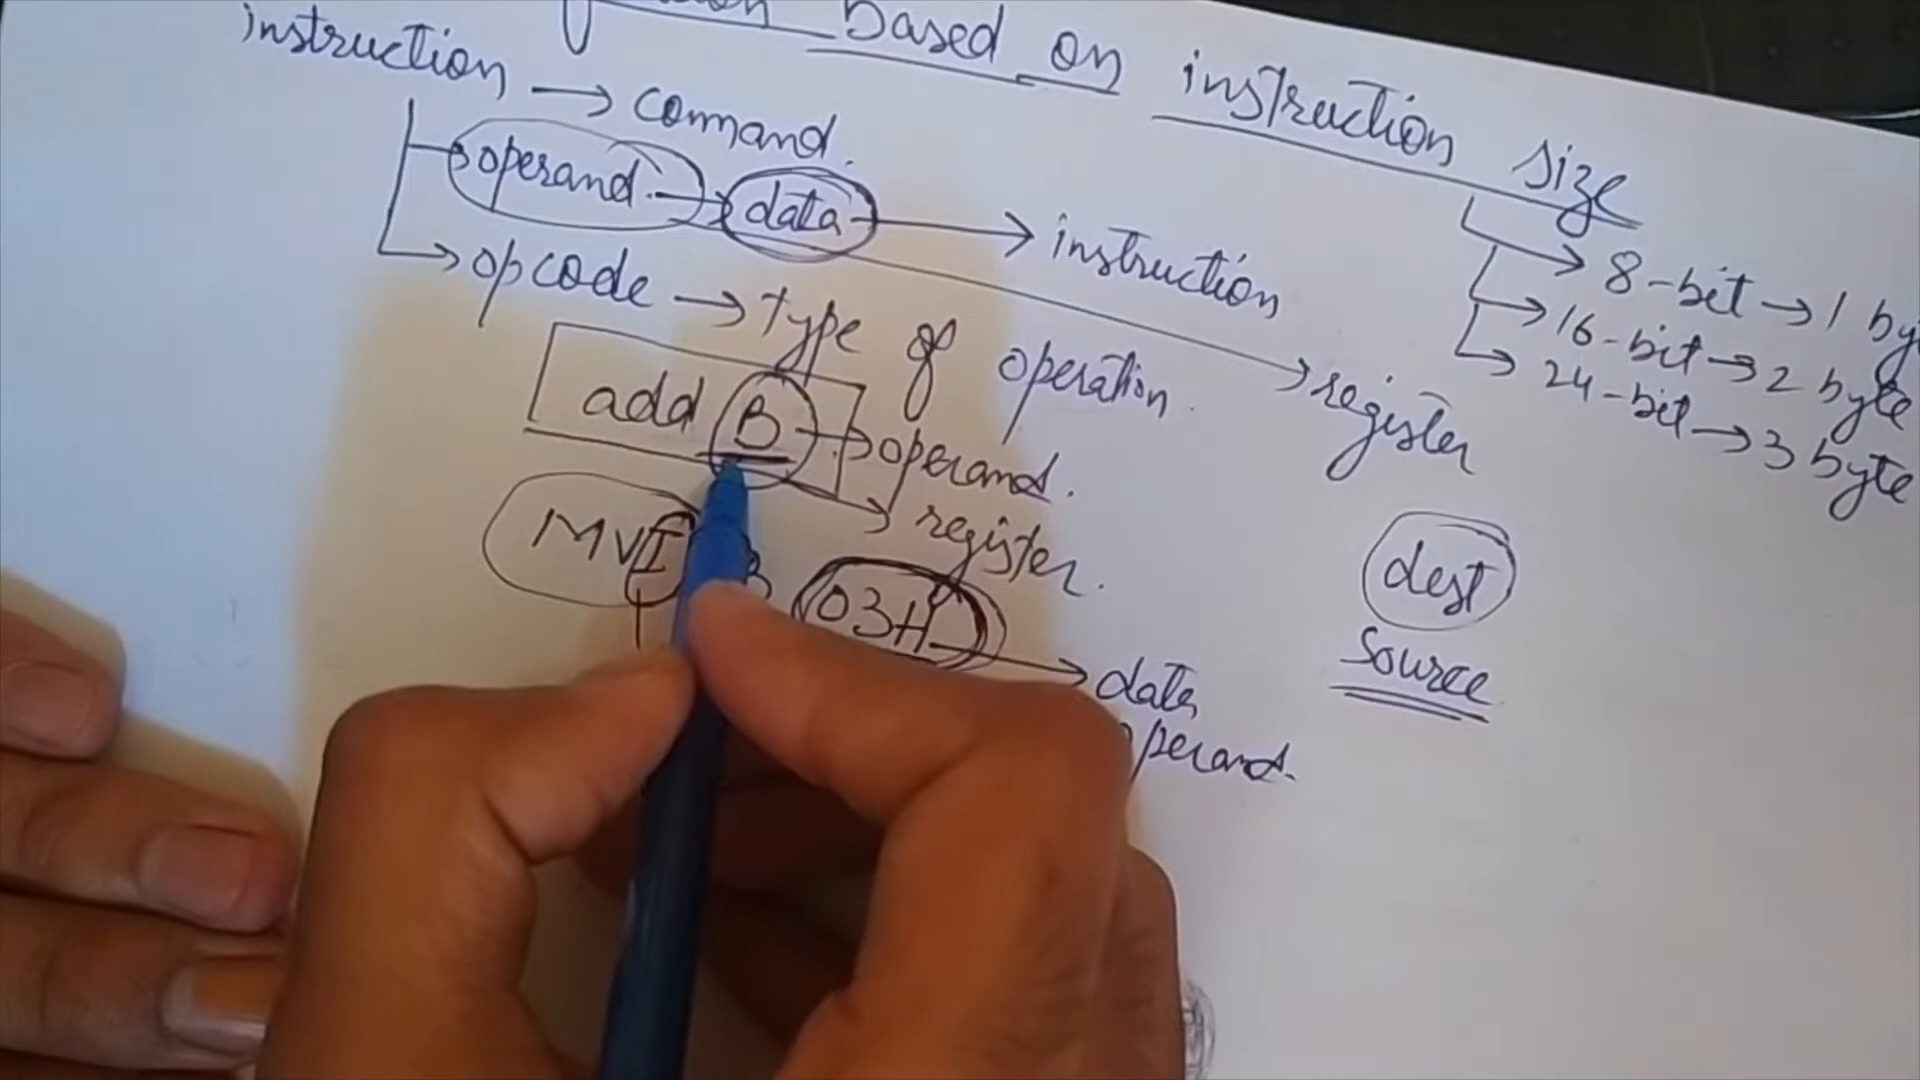 based on instruction size
instruction → command.
→ operand. → data → instruction
→ opcode → type of operation.
→ register
→ 8-bit → 1
→ 16-bit → 2 byte
→ 24-bit → 3 byte
add B → operand.
→ register.
MVI B 03H → data
operand.
dest
Source